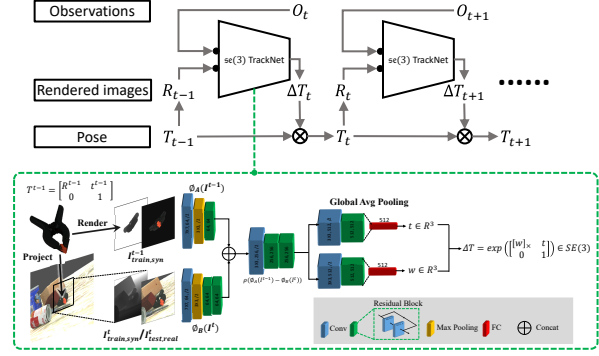 Observations
O_t
O_{t+1}
se(3) TrackNet
se(3) TrackNet
Rendered images
R_{t-1}
ΔT_t
R_t
ΔT_{t+1}
......
Pose
T_{t-1}
T_t
T_{t+1}
T^{t-1} = [R^{t-1} t^{t-1} 0 1]
∅_A(I^{t-1})
Render
I^{t-1}_{train,syn}
Project
Global Avg Pooling
512
t ∈ R^3
ΔT = exp([[w]_× t 0 1]) ∈ SE(3)
512
w ∈ R^3
∅_B(I^t)
I^t_{train,syn}/I^t_{test,real}
Residual Block
Conv
Max Pooling
FC
Concat